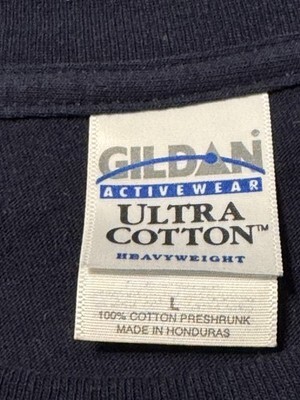 GILDAN
ACTIVEWEAR
ULTRA
COTTON™
HEAVYWEIGHT
L
100% COTTON PRESHRUNK
MADE IN HONDURAS